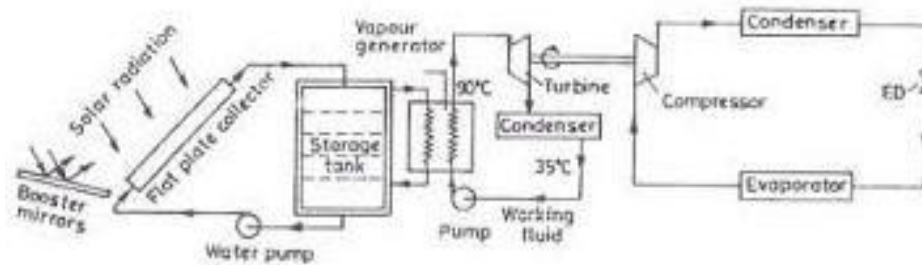 Solar radiation
Flat plate collector
Booster
mirrors
Water pump
Storage
tank
Vapour
generator
90°C
Turbine
Condenser
35°C
Pump
Working
fluid
Compressor
Condenser
ED
Evaporator